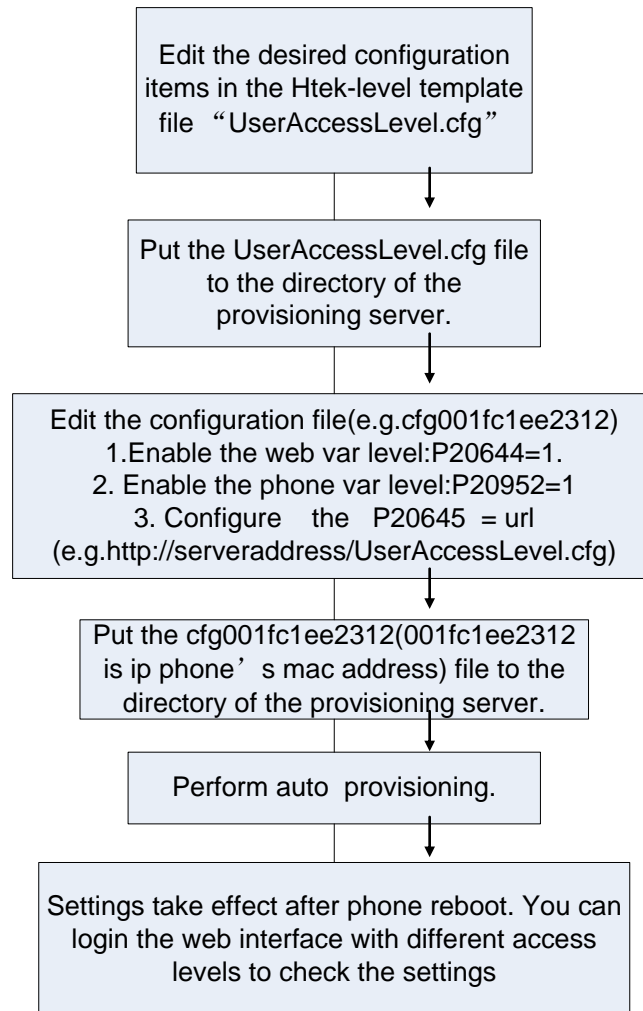 Edit the desired configuration
items in the Htek-level template
file “UserAccessLevel.cfg”
Put the UserAccessLevel.cfg file
to the directory of the
provisioning server.
Edit the configuration file(e.g.cfg001fc1ee2312)
1.Enable the web var level:P20644=1.
2. Enable the phone var level:P20952=1
3. Configure the P20645 = url
(e.g.http://serveraddress/UserAccessLevel.cfg)
Put the cfg001fc1ee2312(001fc1ee2312
is ip phone’s mac address) file to the
directory of the provisioning server.
Perform auto provisioning.
Settings take effect after phone reboot. You can
login the web interface with different access
levels to check the settings